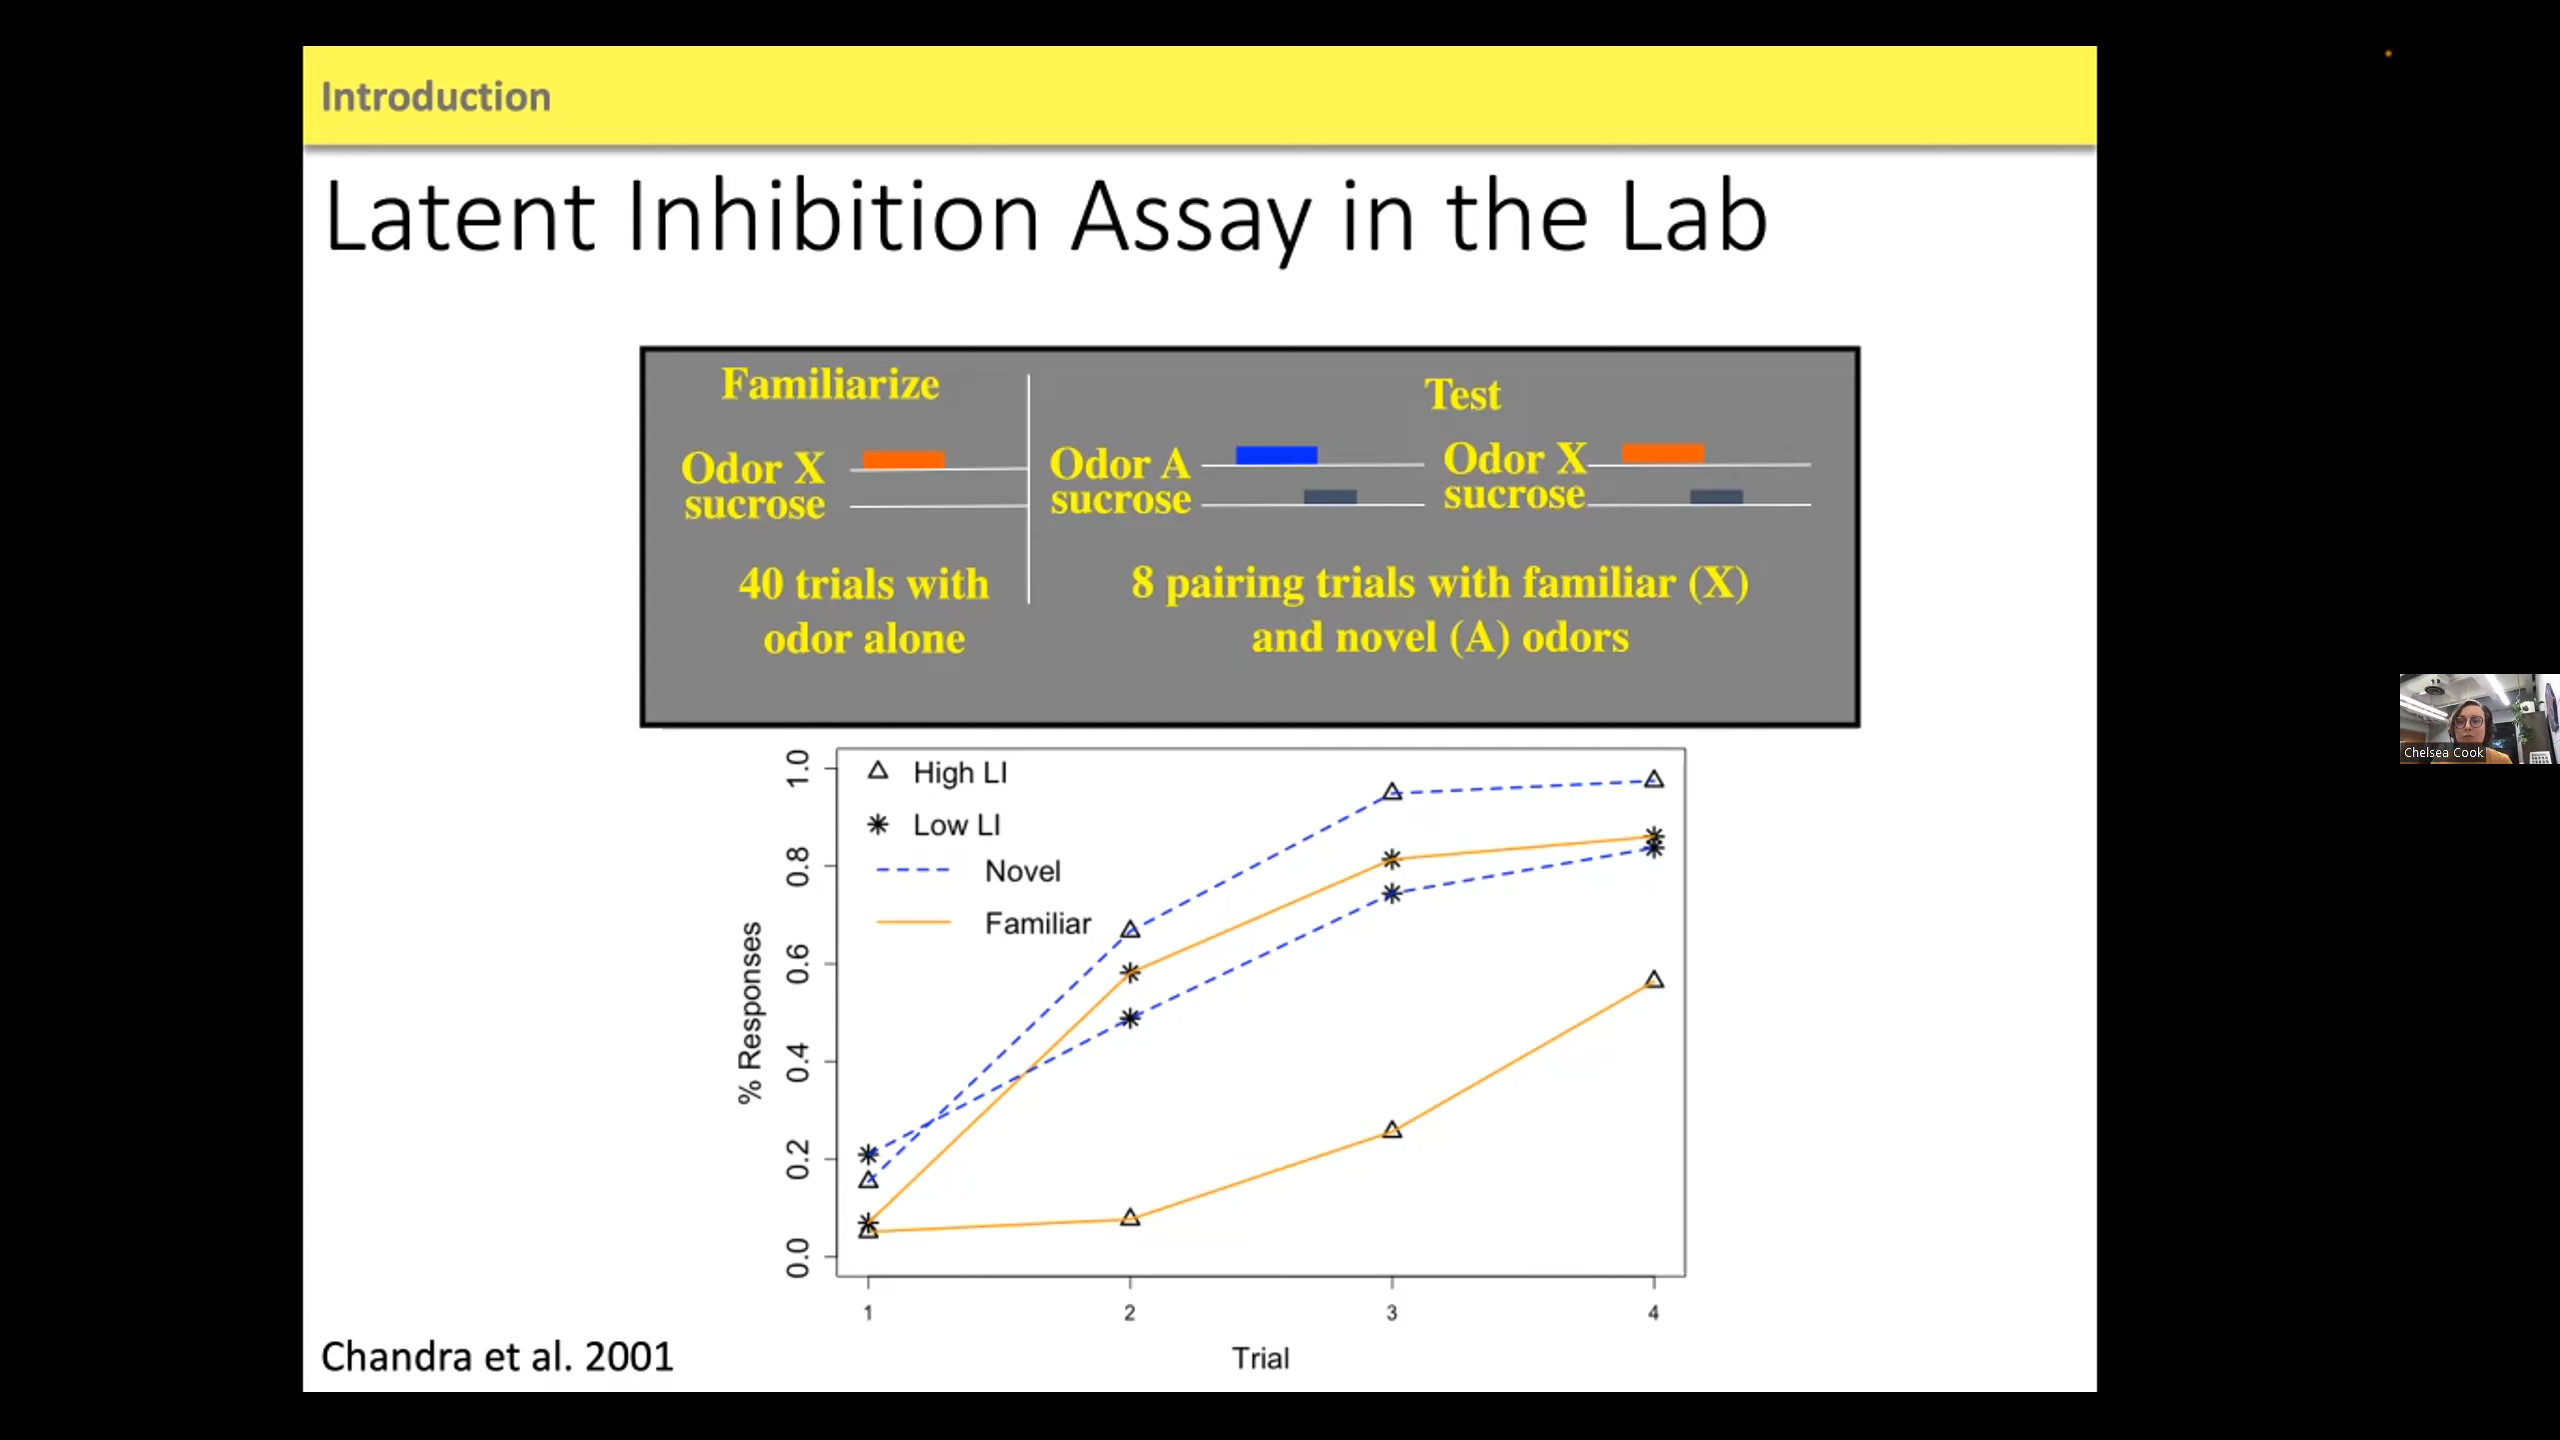 Introduction
Latent Inhibition Assay in the Lab
Familiarize
Odor X
sucrose
40 trials with
odor alone
Test
Odor A
sucrose
Odor X
sucrose
8 pairing trials with familiar (X)
and novel (A) odors
High LI
Low LI
Novel
Familiar
% Responses
1.0
0.8
0.6
0.4
0.2
0.0
1 2 3 4
Trial
Chandra et al. 2001
Chelsea Cook